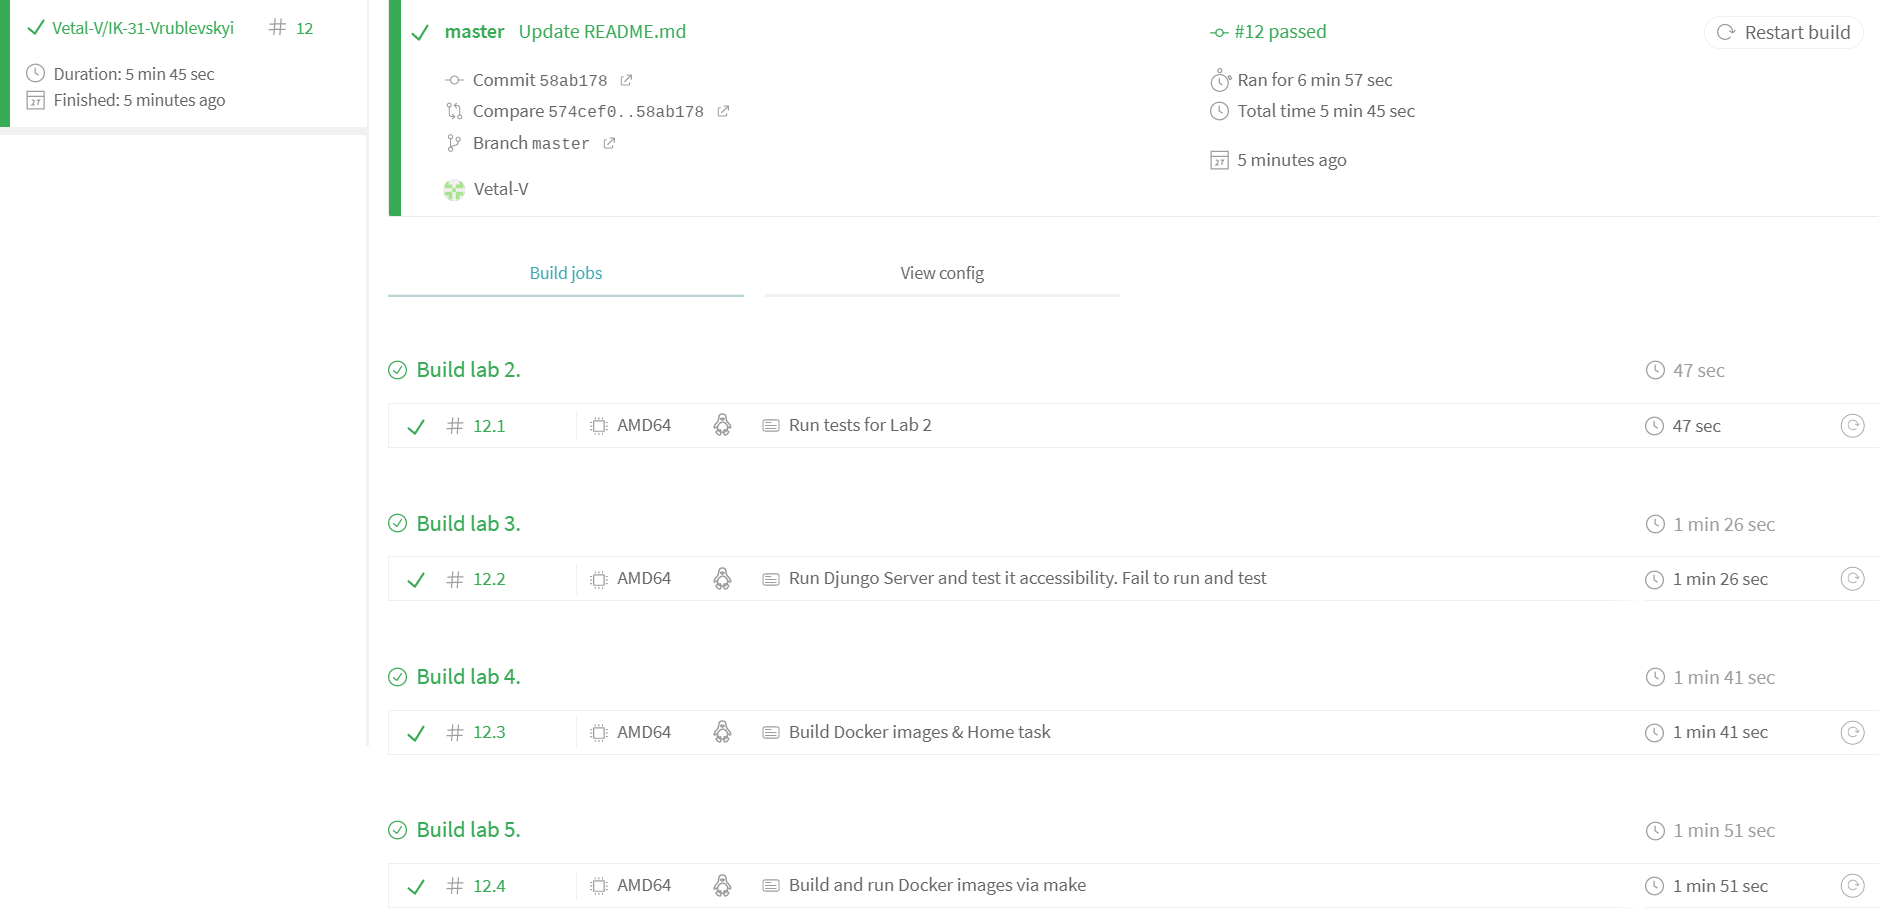 Vetal-V/IK-31-Vrublevskyi # 12
Duration: 5 min 45 sec
27 Finished: 5 minutes ago
master Update README.md
Commit 58ab178
Compare 574cef0..58ab178
Branch master
Vetal-V
#12 passed
Ran for 6 min 57 sec
Total time 5 min 45 sec
27 5 minutes ago
Restart build
Build jobs View config
Build lab 2. 47 sec
# 12.1 AMD64 Run tests for Lab 2 47 sec
Build lab 3. 1 min 26 sec
# 12.2 AMD64 Run Djungo Server and test it accessibility. Fail to run and test 1 min 26 sec
Build lab 4. 1 min 41 sec
# 12.3 AMD64 Build Docker images & Home task 1 min 41 sec
Build lab 5. 1 min 51 sec
# 12.4 AMD64 Build and run Docker images via make 1 min 51 sec